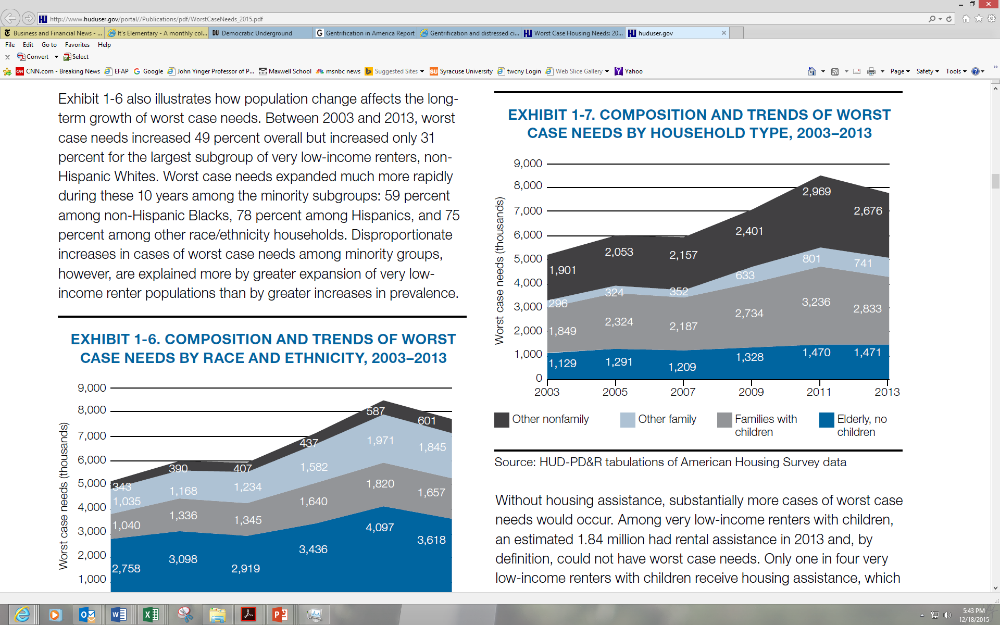 http://www.huduser.gov/portal//Publications/pdf/WorstCaseNeeds_2015.pdf
Business and Financial News - ...
It's Elementary - A monthly col...
DU Democratic Underground
G Gentrification in America Report
Gentrification and distressed ci...
Worst Case Housing Needs: 20...
huduser.gov
File Edit Go to Favorites Help
x Convert Select
CNN.com - Breaking News EFAP Google John Yinger Professor of P... Maxwell School msnbc news Suggested Sites Syracuse University twcny Login Web Slice Gallery Yahoo
Page Safety Tools
Exhibit 1-6 also illustrates how population change affects the long-
term growth of worst case needs. Between 2003 and 2013, worst
case needs increased 49 percent overall but increased only 31
percent for the largest subgroup of very low-income renters, non-
Hispanic Whites. Worst case needs expanded much more rapidly
during these 10 years among the minority subgroups: 59 percent
among non-Hispanic Blacks, 78 percent among Hispanics, and 75
percent among other race/ethnicity households. Disproportionate
increases in cases of worst case needs among minority groups,
however, are explained more by greater expansion of very low-
income renter populations than by greater increases in prevalence.
EXHIBIT 1-6. COMPOSITION AND TRENDS OF WORST
CASE NEEDS BY RACE AND ETHNICITY, 2003–2013
Worst case needs (thousands)
9,000
8,000
7,000
6,000
5,000
4,000
3,000
2,000
1,000
343 390 407 437 587 601
1,035 1,168 1,234 1,582 1,971 1,845
1,040 1,336 1,345 1,640 1,820 1,657
2,758 3,098 2,919 3,436 4,097 3,618
EXHIBIT 1-7. COMPOSITION AND TRENDS OF WORST
CASE NEEDS BY HOUSEHOLD TYPE, 2003–2013
Worst case needs (thousands)
9,000
8,000
7,000
6,000
5,000
4,000
3,000
2,000
1,000
0
1,901 2,053 2,157 2,401 2,969 2,676
296 324 352 633 801 741
1,849 2,324 2,187 2,734 3,236 2,833
1,129 1,291 1,209 1,328 1,470 1,471
2003 2005 2007 2009 2011 2013
Other nonfamily
Other family
Families with
children
Elderly, no
children
Source: HUD-PD&R tabulations of American Housing Survey data
Without housing assistance, substantially more cases of worst case
needs would occur. Among very low-income renters with children,
an estimated 1.84 million had rental assistance in 2013 and, by
definition, could not have worst case needs. Only one in four very
low-income renters with children receive housing assistance, which
5:43 PM
12/18/2015